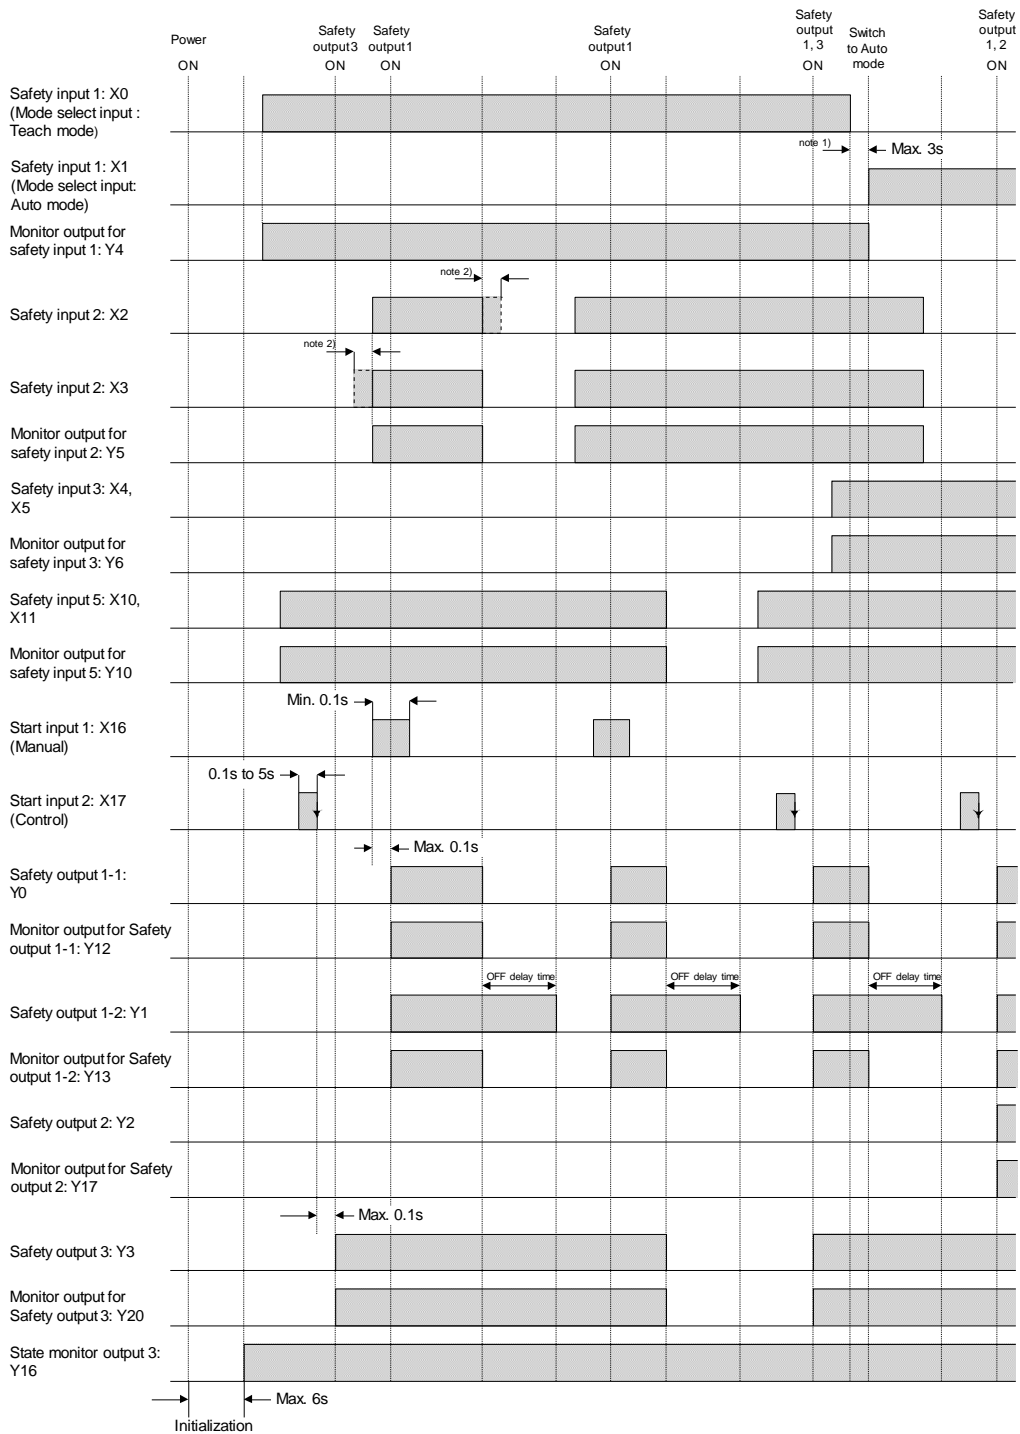 Power
ON
Safety
output3
ON
Safety
output1
ON
Safety
output1
ON
Safety
output
1, 3
ON
Switch
to Auto
mode
Safety
output
1, 2
ON
Safety input 1: X0
(Mode select input :
Teach mode)
note 1)
Max. 3s
Safety input 1: X1
(Mode select input:
Auto mode)
Monitor output for
safety input 1: Y4
note 2)
Safety input 2: X2
note 2)
Safety input 2: X3
Monitor output for
safety input 2: Y5
Safety input 3: X4,
X5
Monitor output for
safety input 3: Y6
Safety input 5: X10,
X11
Monitor output for
safety input 5: Y10
Min. 0.1s
Start input 1: X16
(Manual)
0.1s to 5s
Start input 2: X17
(Control)
Max. 0.1s
Safety output 1-1:
Y0
Monitor output for Safety
output 1-1: Y12
OFF delay time
OFF delay time
OFF delay time
Safety output 1-2: Y1
Monitor output for Safety
output 1-2: Y13
Safety output 2: Y2
Monitor output for Safety
output 2: Y17
Max. 0.1s
Safety output 3: Y3
Monitor output for
Safety output 3: Y20
State monitor output 3:
Y16
Max. 6s
Initialization